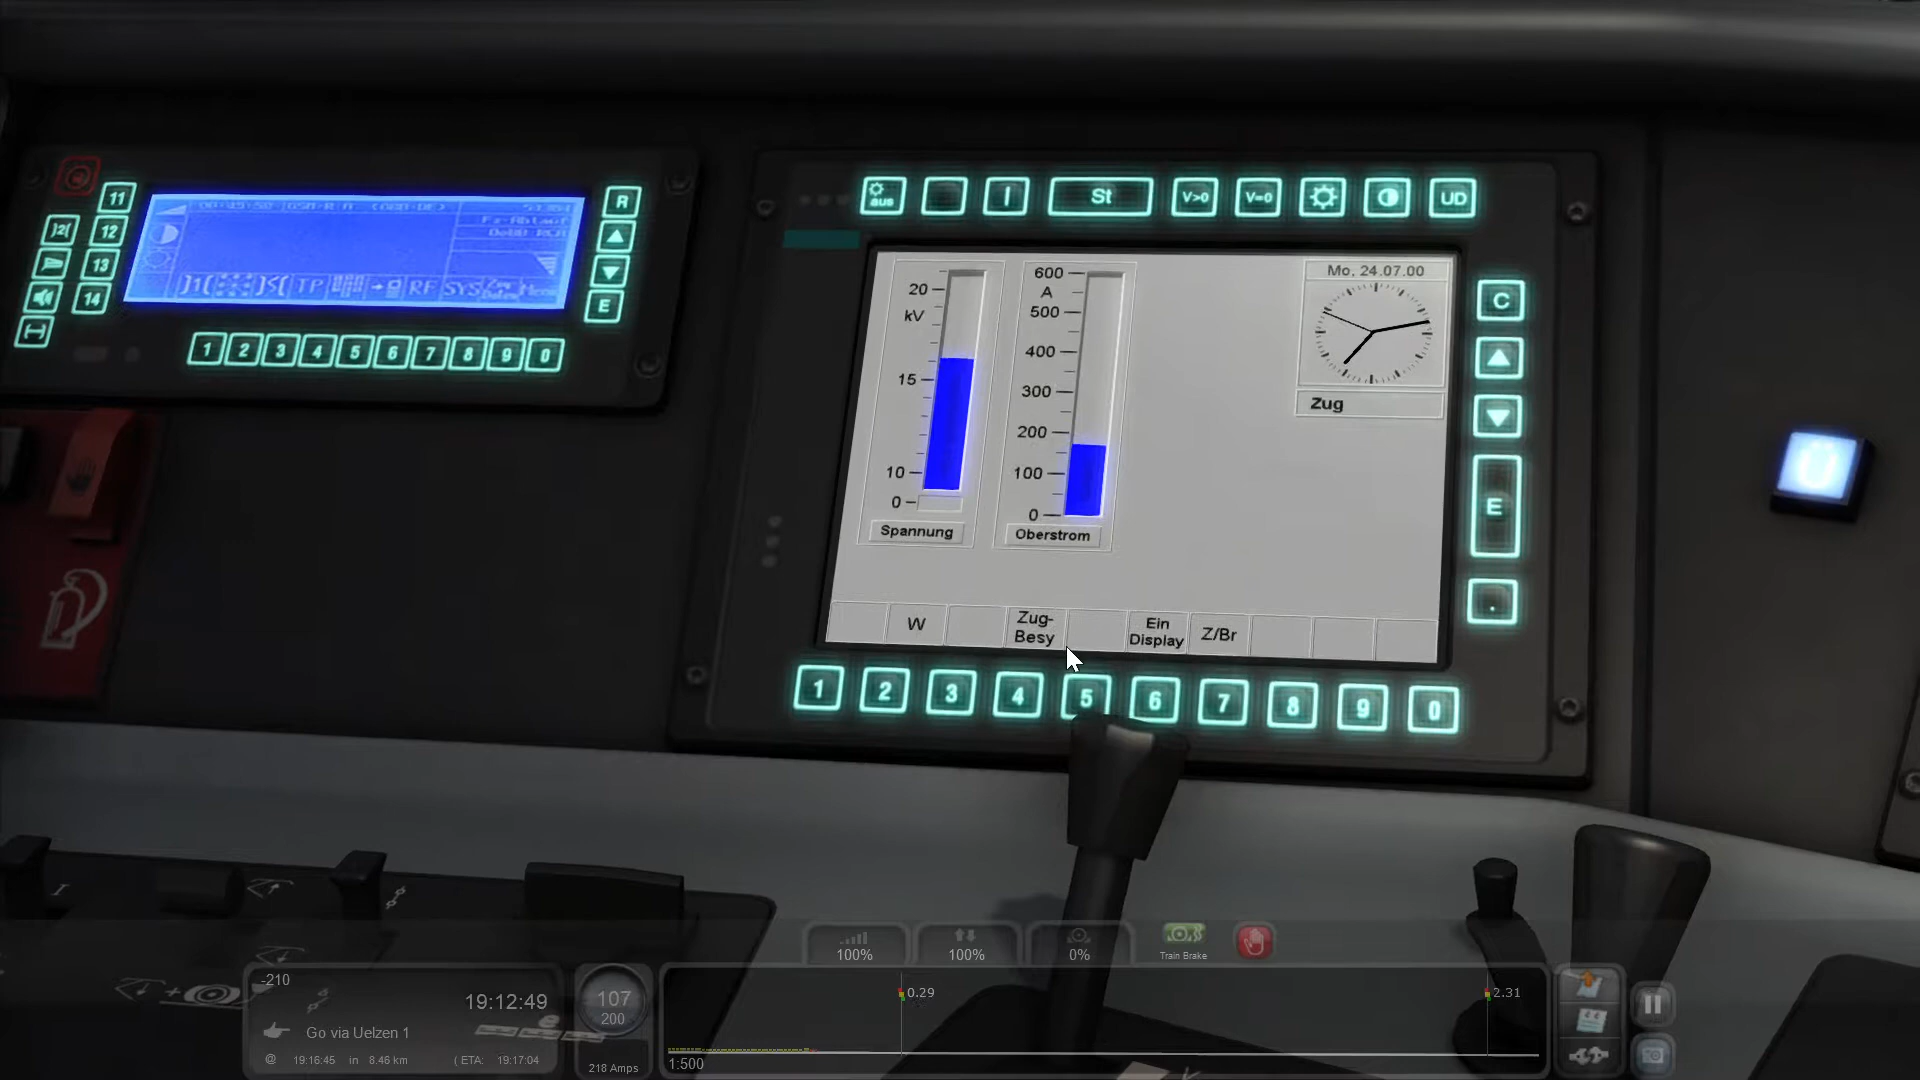 11
12
13
14
R
E
TP
RF
SYS
1 2 3 4 5 6 7 8 9 0
aus
I
St
V>0
V=0
UD
C
E
.
20
kV
15
10
0
Spannung
600
A
500
400
300
200
100
0
Oberstrom
Mo. 24.07.00
Zug
W
Zug-
Besy
Ein
Display
Z/Br
1 2 3 4 5 6 7 8 9 0
100%
100%
0%
Train Brake
-210
19:12:49
Go via Uelzen 1
@ 19:16:45 in 8.46 km ( ETA: 19:17:04
107
200
218 Amps
0.29
2.31
1:500